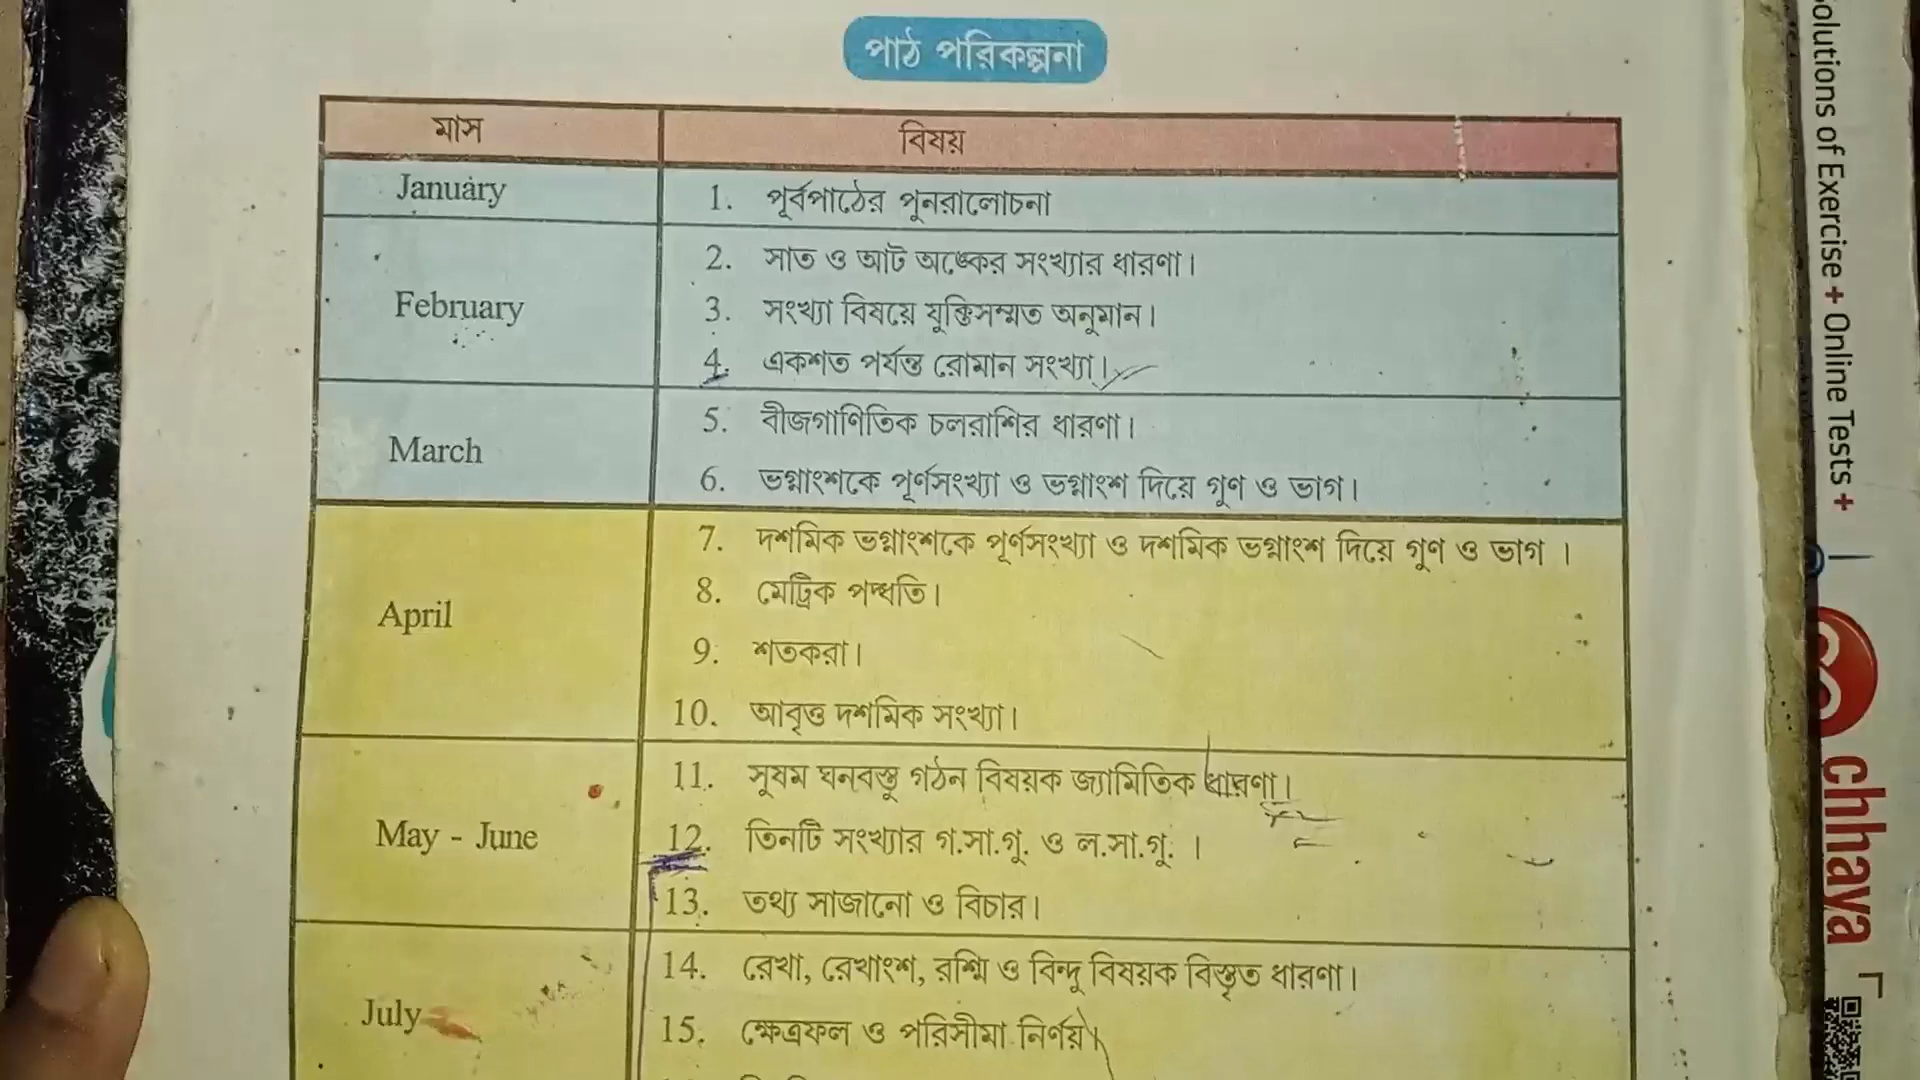 পাঠ পরিকল্পনা
মাস বিষয়
January 1. পূর্বপাঠের পুনরালোচনা
2. সাত ও আট অঙ্কের সংখ্যার ধারণা।
February 3. সংখ্যা বিষয়ে যুক্তিসম্মত অনুমান।
4. একশত পর্যন্ত রোমান সংখ্যা।
5. বীজগাণিতিক চলরাশির ধারণা।
March
6. ভগ্নাংশকে পূর্ণসংখ্যা ও ভগ্নাংশ দিয়ে গুণ ও ভাগ।
7. দশমিক ভগ্নাংশকে পূর্ণসংখ্যা ও দশমিক ভগ্নাংশ দিয়ে গুণ ও ভাগ ।
8. মেট্রিক পদ্ধতি।
April
9. শতকরা।
10. আবৃত্ত দশমিক সংখ্যা।
11. সুষম ঘনবস্তু গঠন বিষয়ক জ্যামিতিক ধারণা।
May - June 12. তিনটি সংখ্যার গ.সা.গু. ও ল.সা.গু. ।
13. তথ্য সাজানো ও বিচার।
14. রেখা, রেখাংশ, রশ্মি ও বিন্দু বিষয়ক বিস্তৃত ধারণা।
July 15. ক্ষেত্রফল ও পরিসীমা নির্ণয়।
Solutions of Exercise + Online Tests +
chhaya